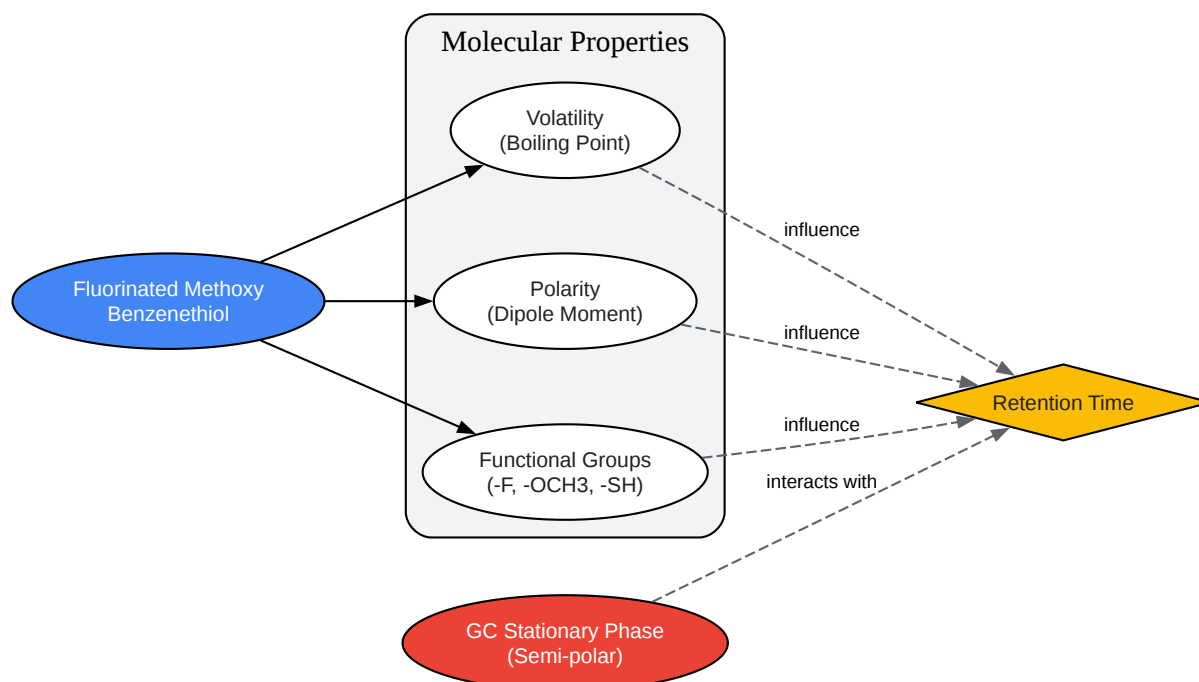 Molecular Properties
Volatility
(Boiling Point)
influence
Fluorinated Methoxy
Benzenethiol
Polarity
(Dipole Moment)
influence
Retention Time
influence
Functional Groups
(-F, -OCH3, -SH)
interacts with
GC Stationary Phase
(Semi-polar)